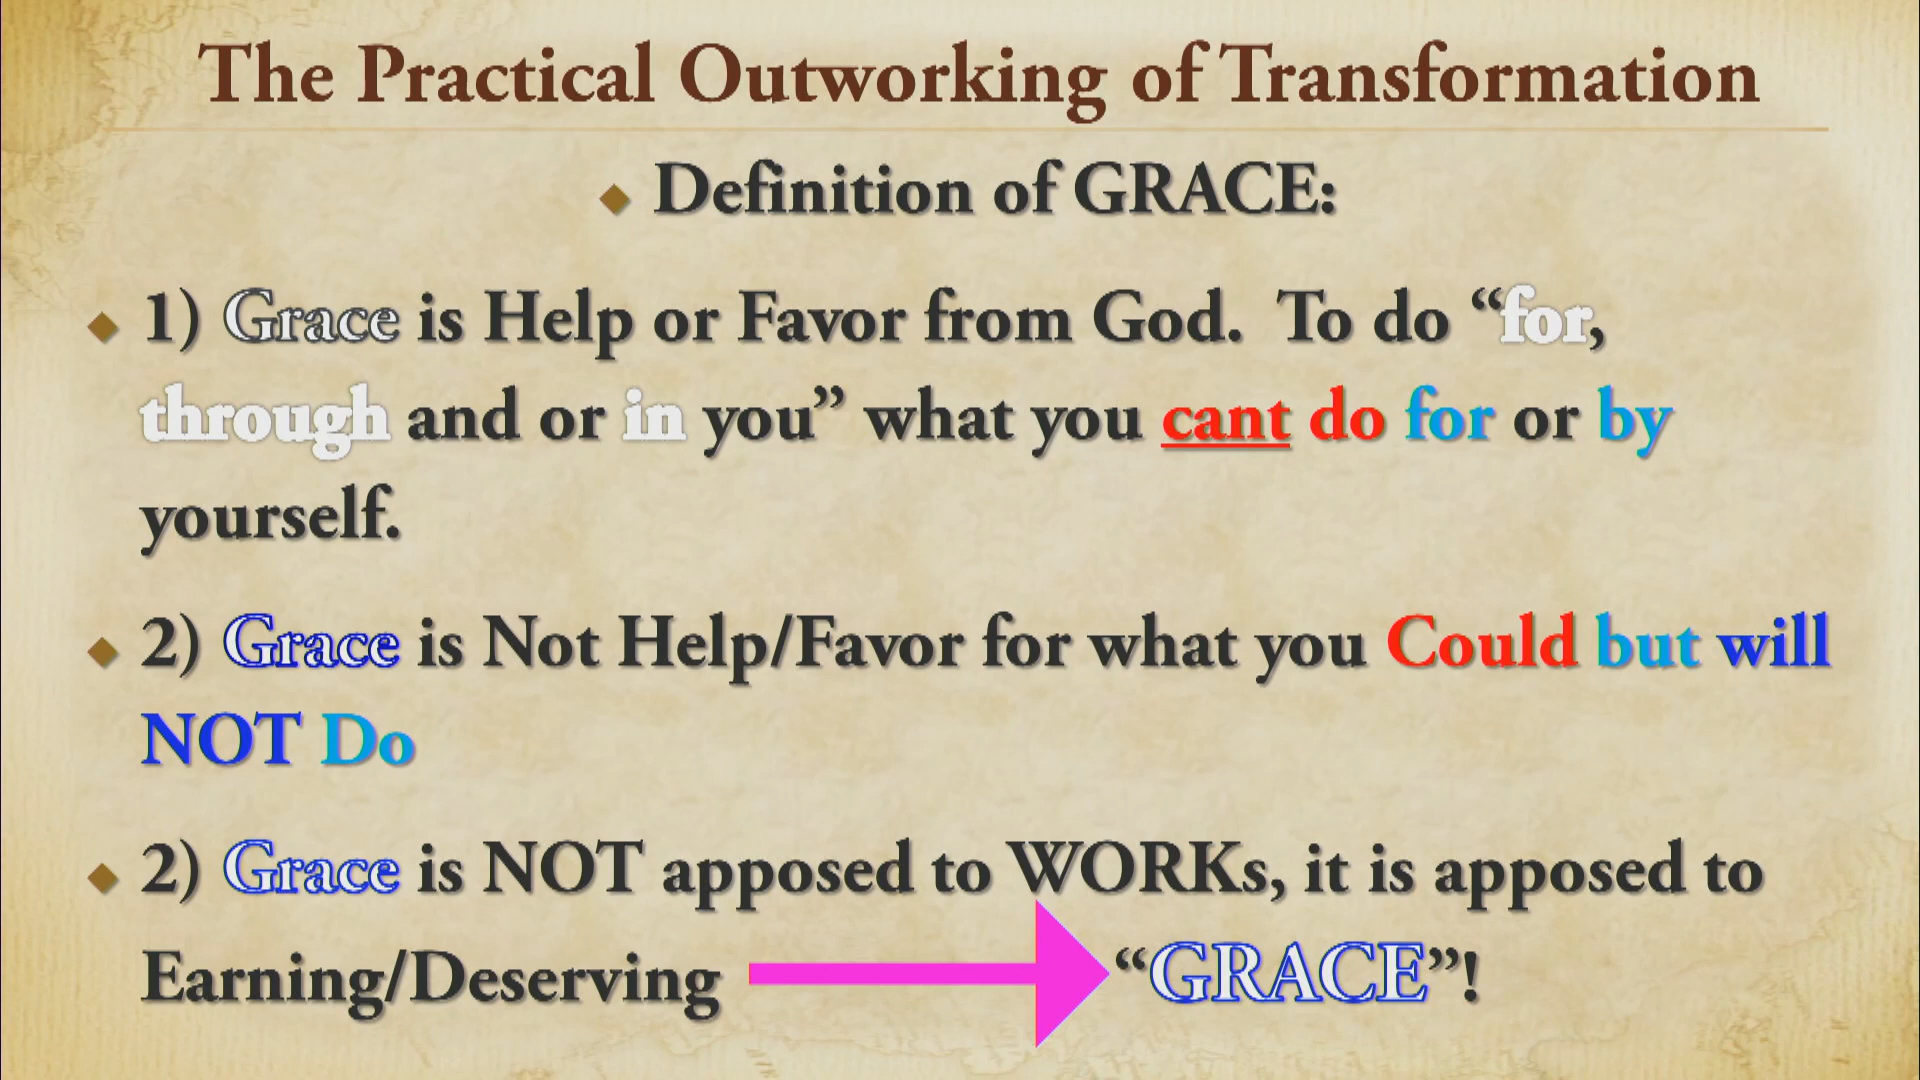 The Practical Outworking of Transformation
Definition of GRACE:
1) Grace is Help or Favor from God. To do “for,
through and or in you” what you cant do for or by
yourself.
2) Grace is Not Help/Favor for what you Could but will
NOT Do
2) Grace is NOT apposed to WORKs, it is apposed to
Earning/Deserving “GRACE”!